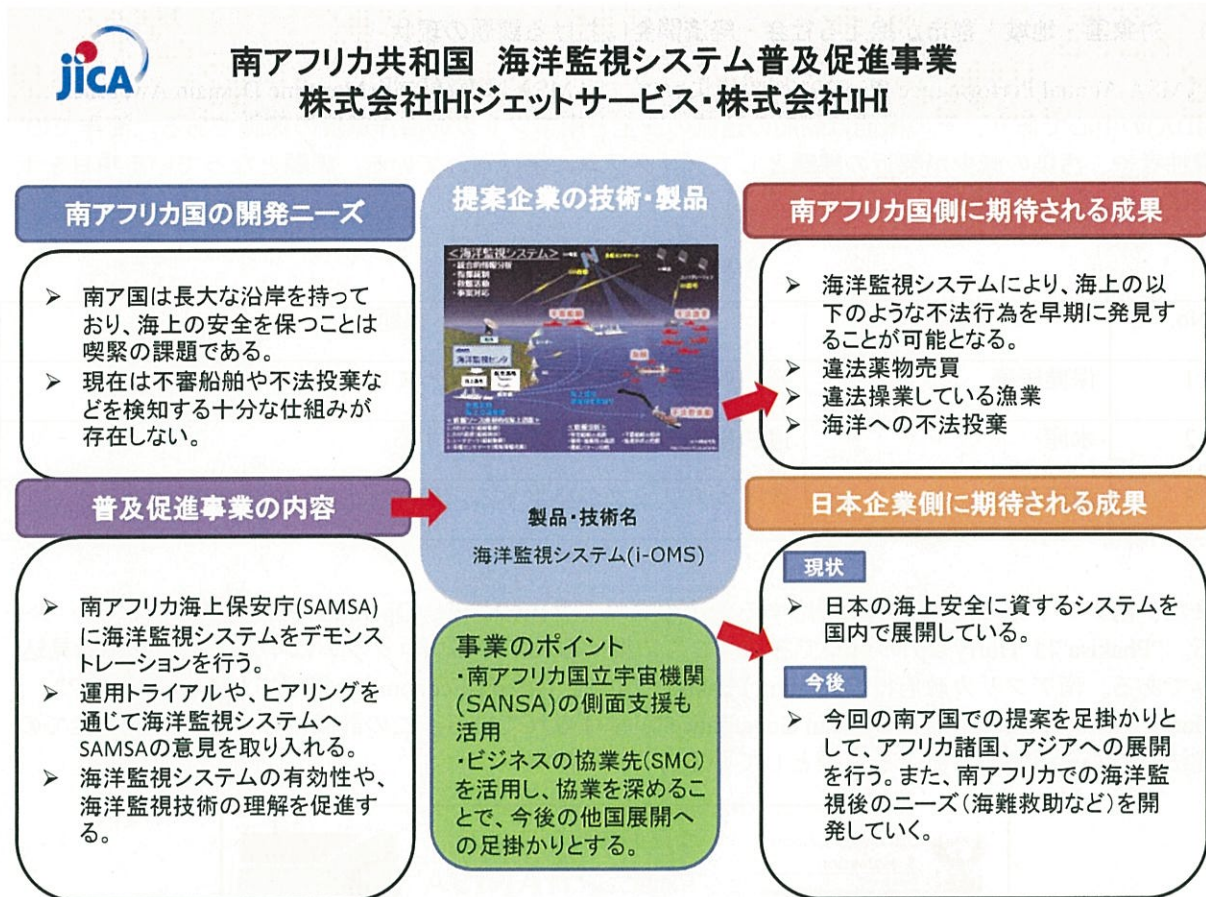 JICA
南アフリカ共和国 海洋監視システム普及促進事業
株式会社IHIジェットサービス・株式会社IHI
南アフリカ国の開発ニーズ
➢ 南ア国は長大な沿岸を持って
おり、海上の安全を保つことは
喫緊の課題である。
➢ 現在は不審船舶や不法投棄な
どを検知する十分な仕組みが
存在しない。
普及促進事業の内容
➢ 南アフリカ海上保安庁(SAMSA)
に海洋監視システムをデモンス
トレーションを行う。
➢ 運用トライアルや、ヒアリングを
通じて海洋監視システムへ
SAMSAの意見を取り入れる。
➢ 海洋監視システムの有効性や、
海洋監視技術の理解を促進す
る。
提案企業の技術・製品
<海洋監視システム>
・統合的情報分析
・指揮統制
・救難活動
・事案対応
海洋監視センタ
製品・技術名
海洋監視システム(i-OMS)
事業のポイント
・南アフリカ国立宇宙機関
(SANSA)の側面支援も
活用
・ビジネスの協業先(SMC)
を活用し、協業を深めるこ
とで、今後の他国展開へ
の足掛かりとする。
南アフリカ国側に期待される成果
➢ 海洋監視システムにより、海上の以
下のような不法行為を早期に発見す
ることが可能となる。
➢ 違法薬物売買
➢ 違法操業している漁業
➢ 海洋への不法投棄
日本企業側に期待される成果
現状
➢ 日本の海上安全に資するシステムを
国内で展開している。
今後
➢ 今回の南ア国での提案を足掛かりと
して、アフリカ諸国、アジアへの展開
を行う。また、南アフリカでの海洋監
視後のニーズ(海難救助など)を開
発していく。